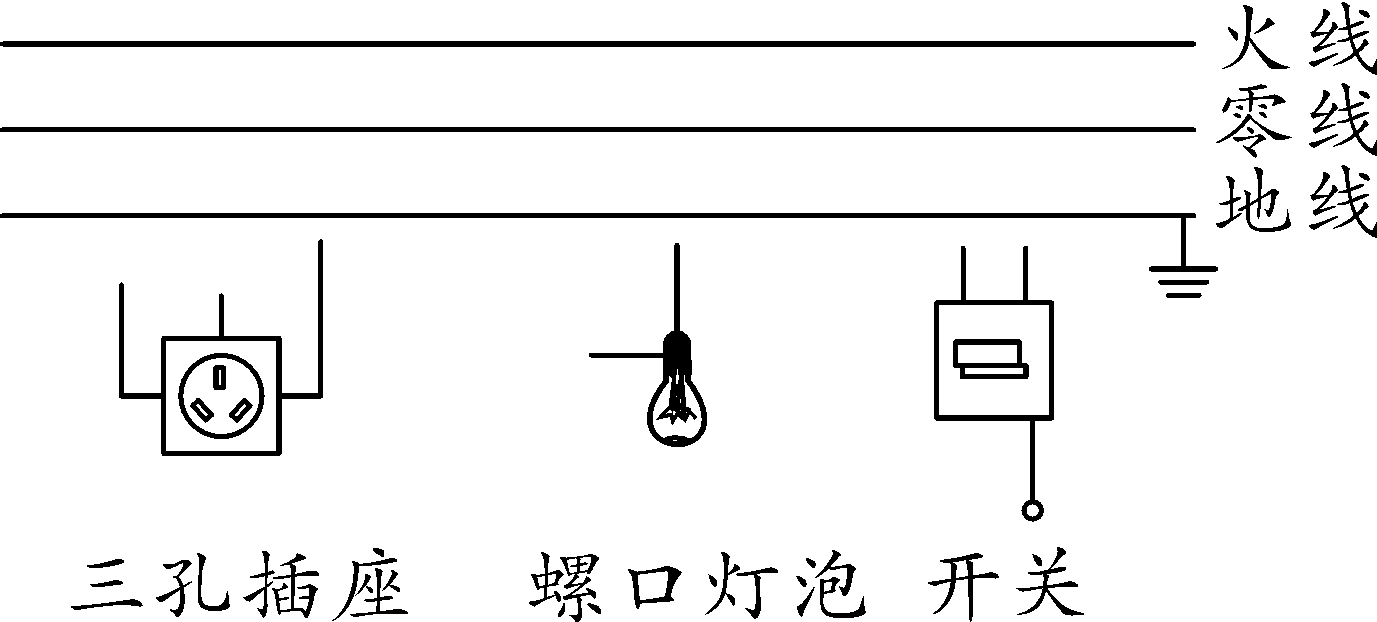 火线
零线
地线
三孔插座 螺口灯泡 开关